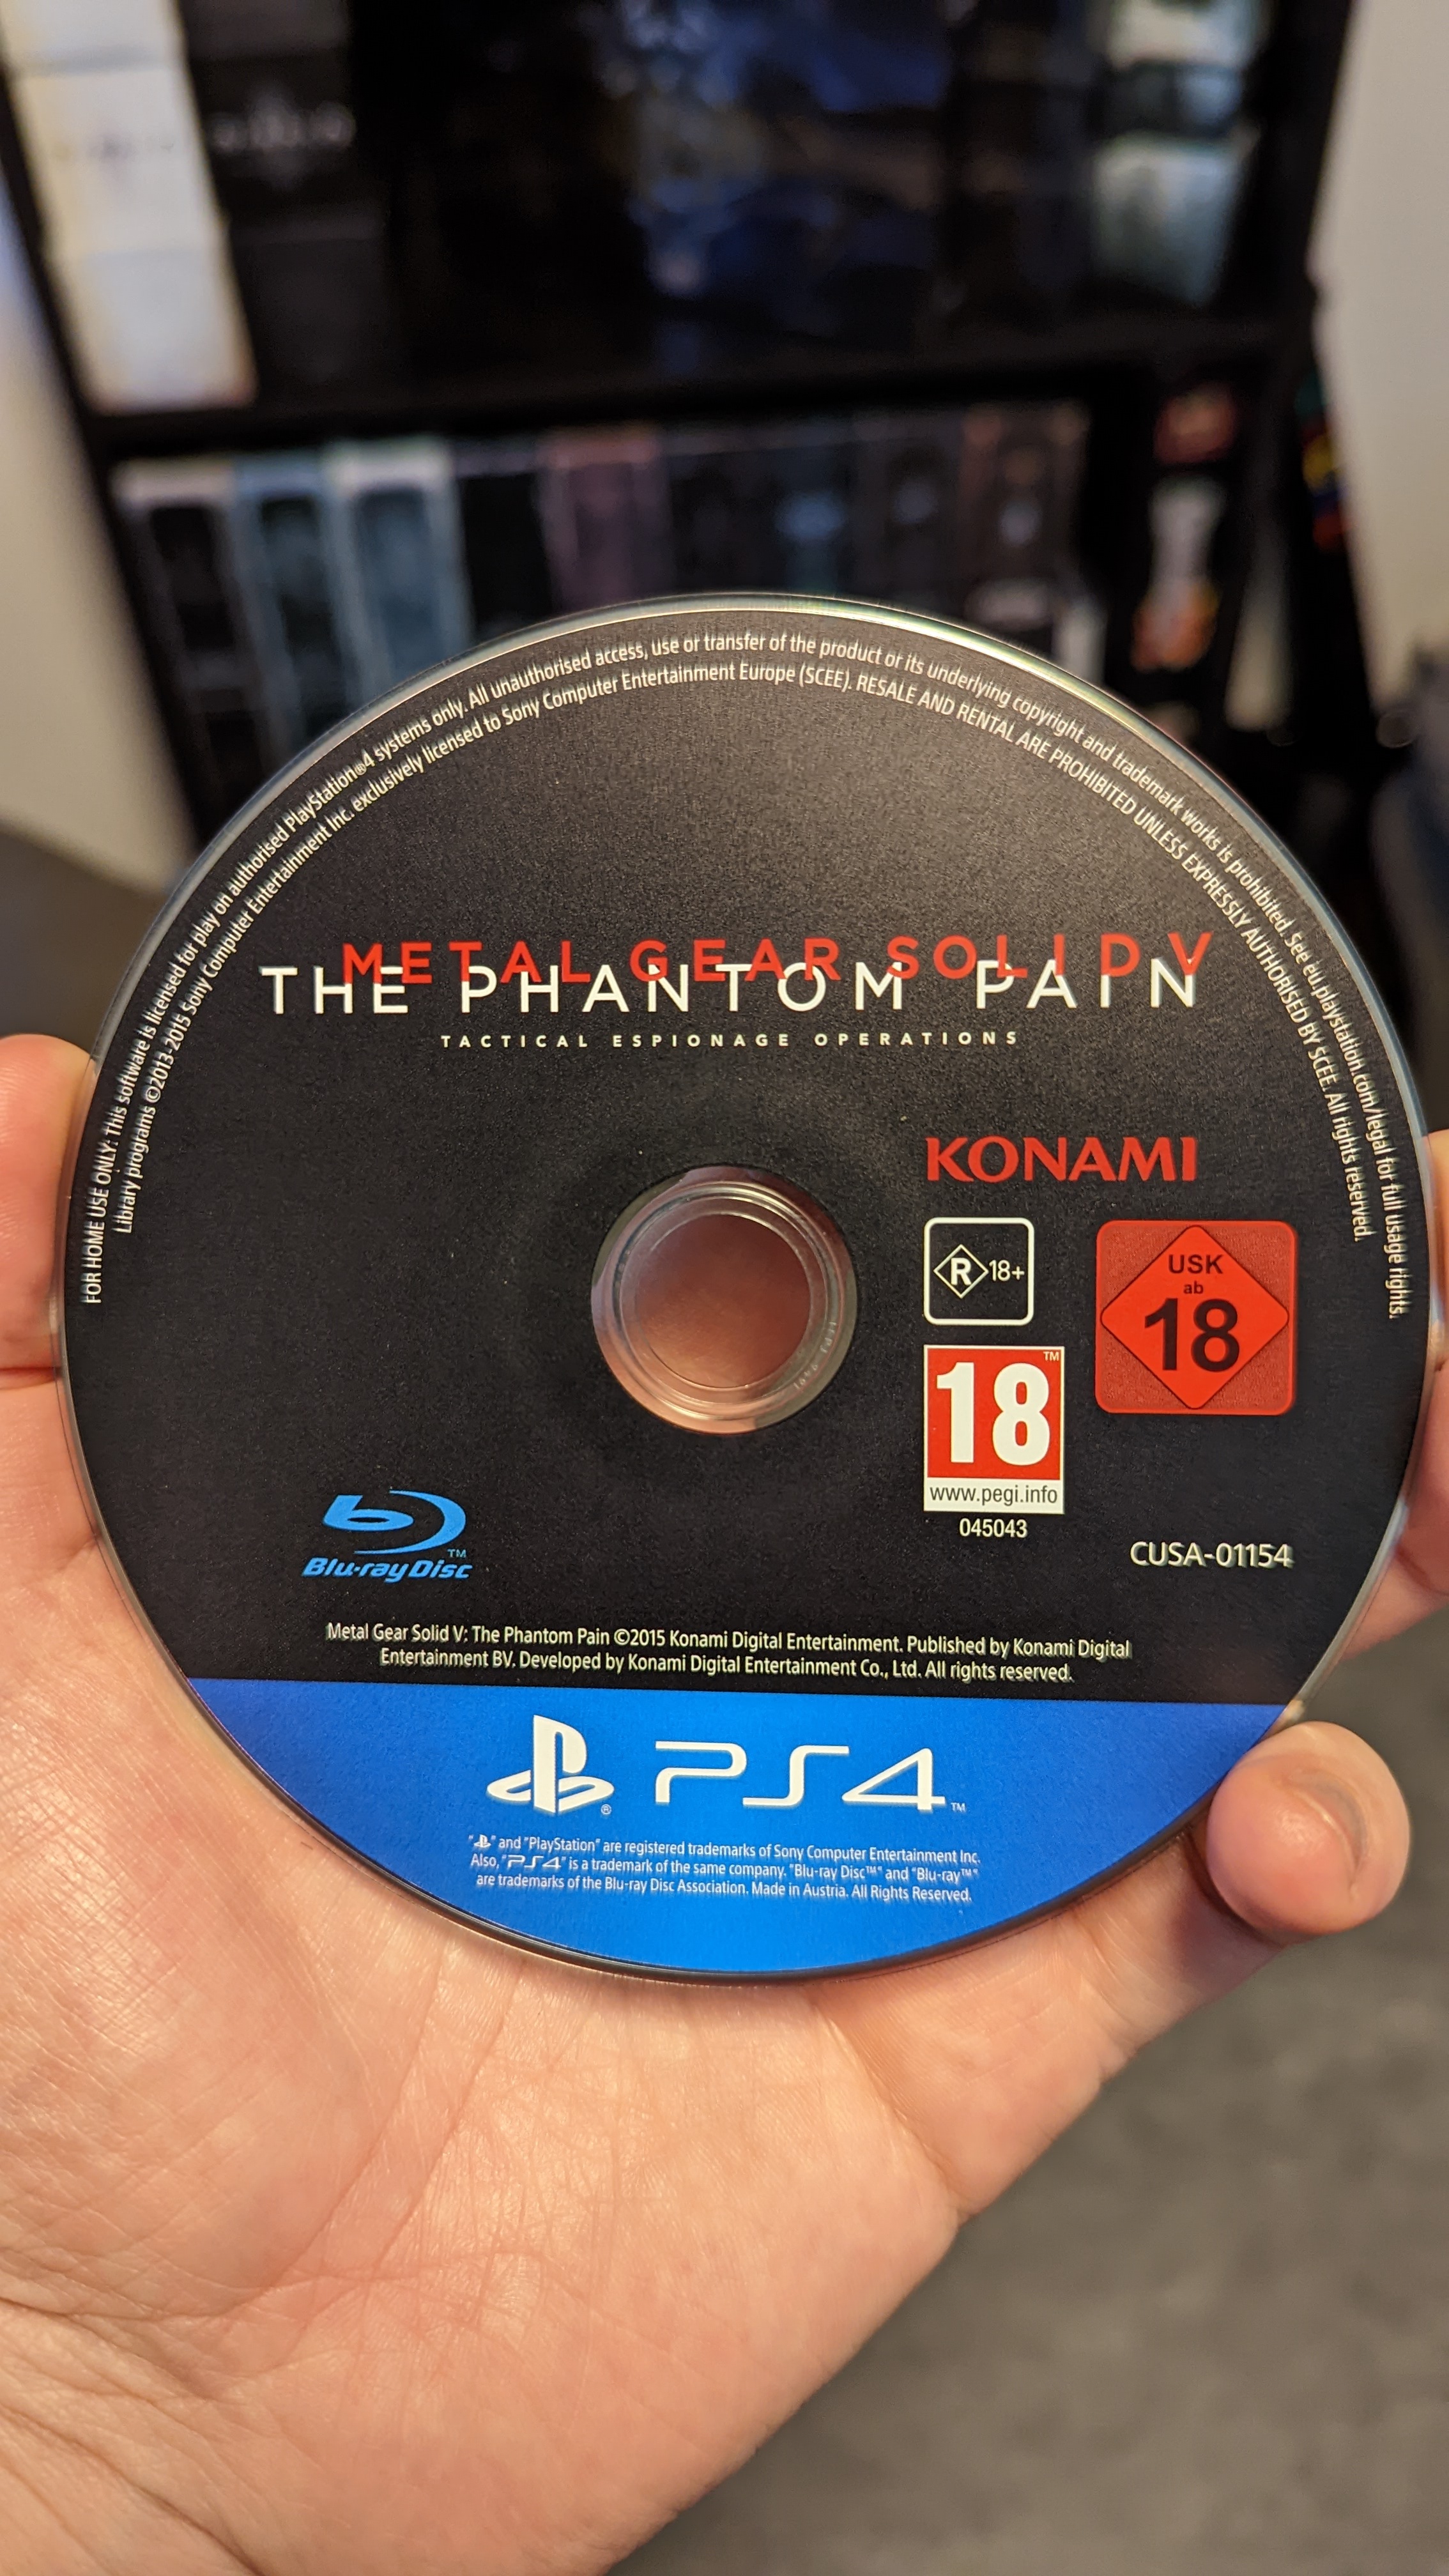 FOR HOME USE ONLY: This software is licensed for play on authorised PlayStation®4 systems only. All unauthorised access, use or transfer of the product or its underlying copyright and trademark works is prohibited. See eu.playstation.com/legal for full usage rights.
Library programs ©2013-2015 Sony Computer Entertainment Inc. exclusively licensed to Sony Computer Entertainment Europe (SCEE). RESALE AND RENTAL ARE PROHIBITED UNLESS EXPRESSLY AUTHORISED BY SCEE. All rights reserved.
METAL GEAR SOLID V
THE PHANTOM PAIN
TACTICAL ESPIONAGE OPERATIONS
KONAMI
R 18+
USK
ab
18
18™
www.pegi.info
045043
CUSA-01154
Blu-ray Disc™
Metal Gear Solid V: The Phantom Pain ©2015 Konami Digital Entertainment. Published by Konami Digital
Entertainment BV. Developed by Konami Digital Entertainment Co., Ltd. All rights reserved.
® PS4™
" " and "PlayStation" are registered trademarks of Sony Computer Entertainment Inc.
Also, "PS4" is a trademark of the same company. "Blu-ray Disc™" and "Blu-ray™"
are trademarks of the Blu-ray Disc Association. Made in Austria. All Rights Reserved.